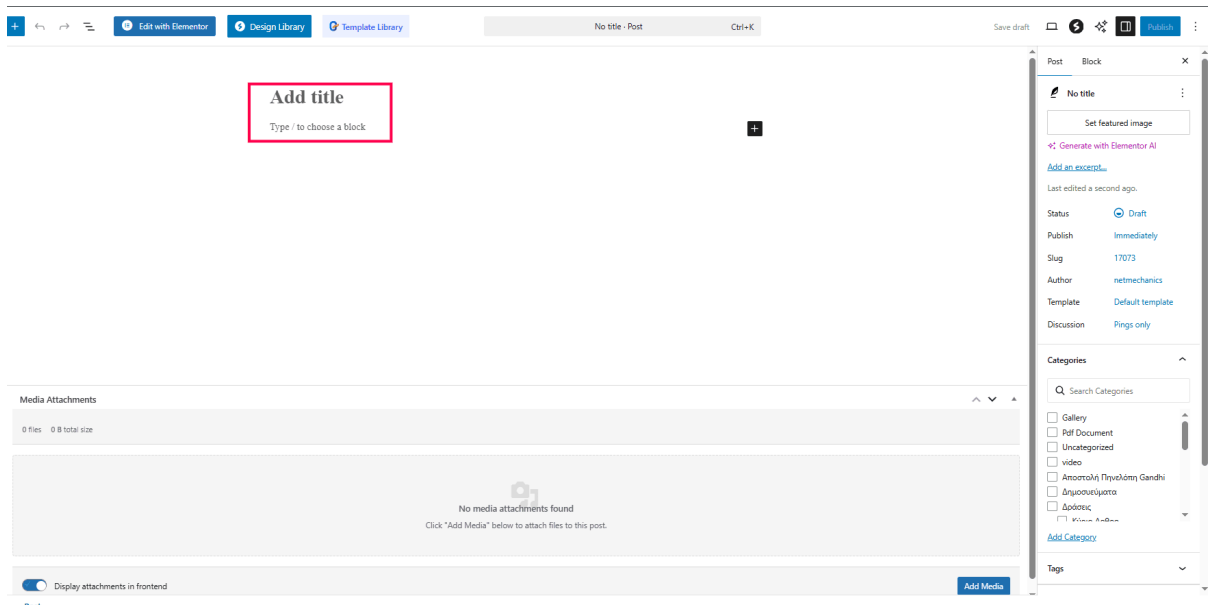 Edit with Elementor
Design Library
Template Library
No title · Post
Ctrl+K
Save draft
Publish
Add title
Type / to choose a block
Post
Block
No title
Set featured image
Generate with Elementor AI
Add an excerpt...
Last edited a second ago.
Status
Draft
Publish
Immediately
Slug
17073
Author
netmechanics
Template
Default template
Discussion
Pings only
Categories
Search Categories
Gallery
Pdf Document
Uncategorized
video
Αποστολή Πηνελόπη Gandhi
Δημοσιεύματα
Δράσεις
Add Category
Tags
Media Attachments
0 files 0 B total size
No media attachments found
Click "Add Media" below to attach files to this post.
Display attachments in frontend
Add Media